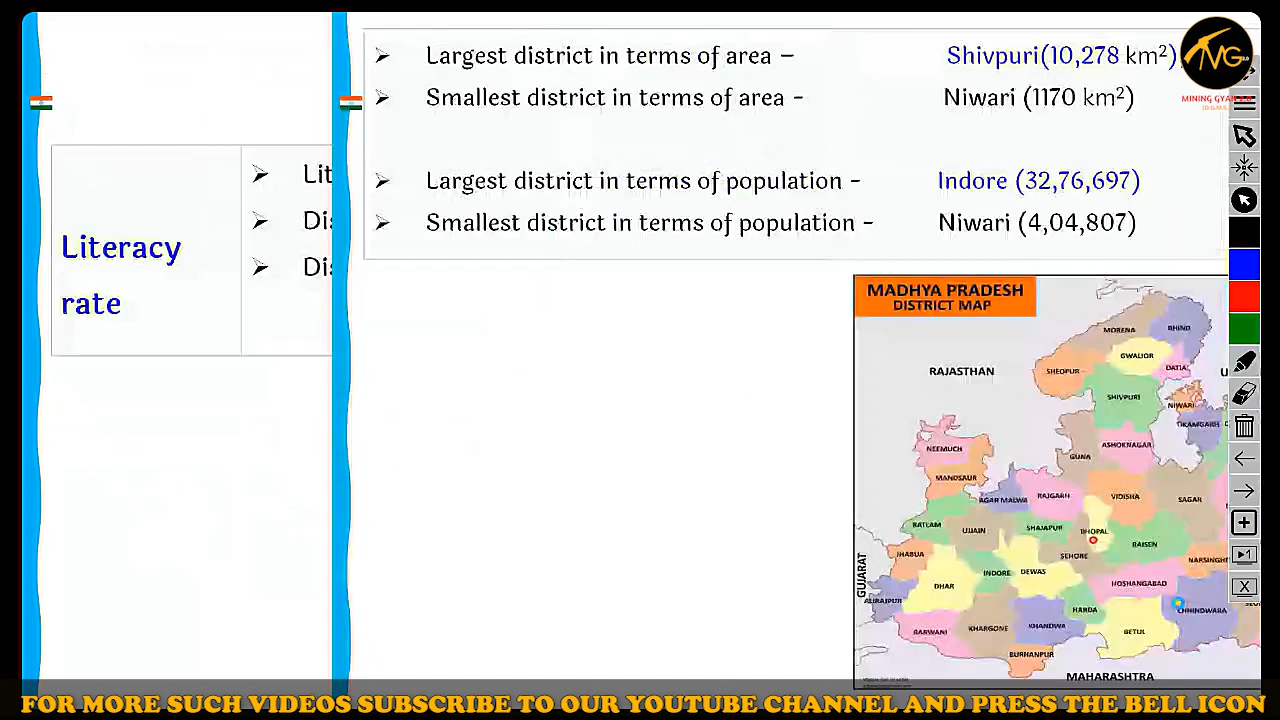 ➢ Largest district in terms of area – Shivpuri(10,278 km²)
➢ Smallest district in terms of area - Niwari (1170 km²)
➢ Largest district in terms of population - Indore (32,76,697)
➢ Smallest district in terms of population - Niwari (4,04,807)
MINING GYAN 2.0
Literacy
rate
➢ Lit
➢ Dis
➢ Dis
MADHYA PRADESH
DISTRICT MAP
MORENA
BHIND
GWALIOR
RAJASTHAN
SHEOPUR
DATIA
U
SHIVPURI
NIWARI
TIKAMGARH
NEEMUCH
GUNA
ASHOKNAGAR
MANDSAUR
AGAR MALWA
RAJGARH
VIDISHA
SAGAR
RATLAM
UJJAIN
SHAJAPUR
BHOPAL
RAISEN
JHABUA
SEHORE
NARSINGHP
GUJARAT
DHAR
INDORE
DEWAS
HOSHANGABAD
ALIRAJPUR
HARDA
CHHINDWARA
BARWANI
KHARGONE
KHANDWA
BETUL
BURHANPUR
MAHARASHTRA
FOR MORE SUCH VIDEOS SUBSCRIBE TO OUR YOUTUBE CHANNEL AND PRESS THE BELL ICON